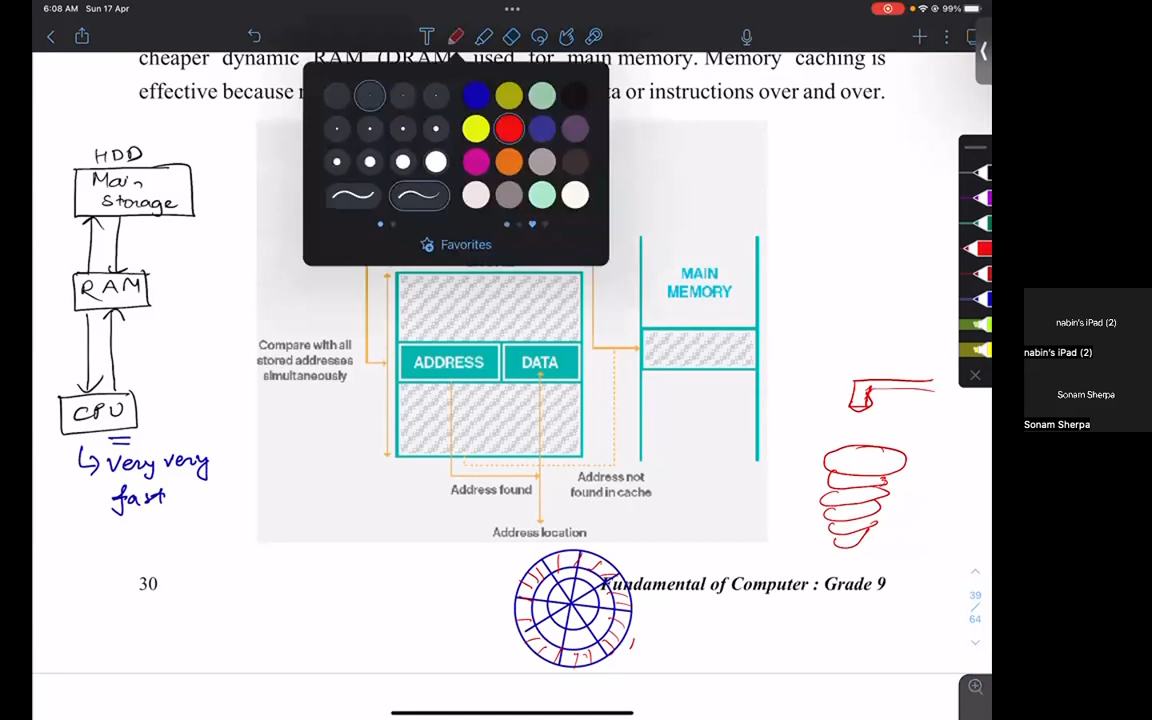 6:08 AM Sun 17 Apr
99%
cheaper dynamic RAM (DRAM used for main memory. Memory caching is
effective because
ta or instructions over and over.
Favorites
HDD
Main
Storage
RAM
CPU
Very very
fast
MAIN
MEMORY
Compare with all
stored addresses
simultaneously
ADDRESS
DATA
Address found
Address not
found in cache
Address location
30
Fundamental of Computer : Grade 9
39
64
nabin's iPad (2)
nabin's iPad (2)
Sonam Sherpa
Sonam Sherpa